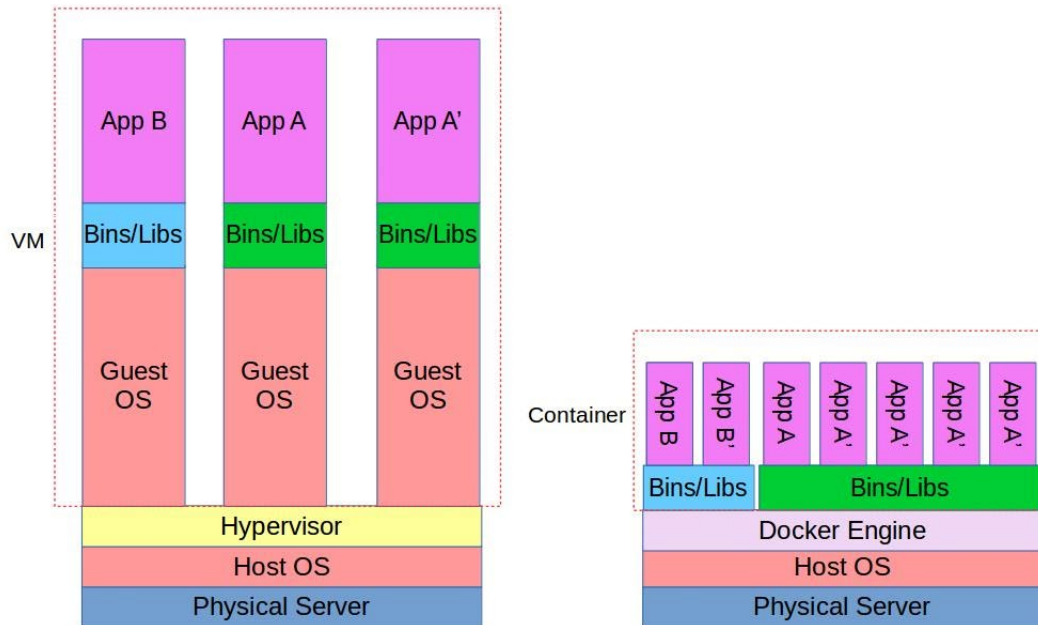 VM
App B
App A
App A’
Bins/Libs
Bins/Libs
Bins/Libs
Guest
OS
Guest
OS
Guest
OS
Hypervisor
Host OS
Physical Server
Container
App B
App B’
App A
App A’
App A’
App A’
App A’
Bins/Libs
Bins/Libs
Docker Engine
Host OS
Physical Server